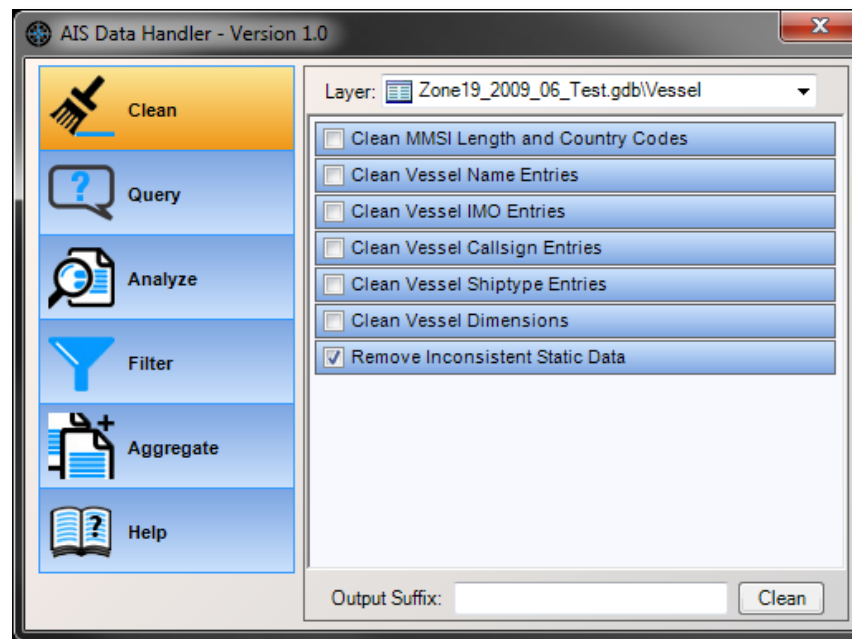 AIS Data Handler - Version 1.0
Clean
Query
Analyze
Filter
Aggregate
Help
Layer: Zone19_2009_06_Test.gdb\Vessel
Clean MMSI Length and Country Codes
Clean Vessel Name Entries
Clean Vessel IMO Entries
Clean Vessel Callsign Entries
Clean Vessel Shiptype Entries
Clean Vessel Dimensions
Remove Inconsistent Static Data
Output Suffix:
Clean